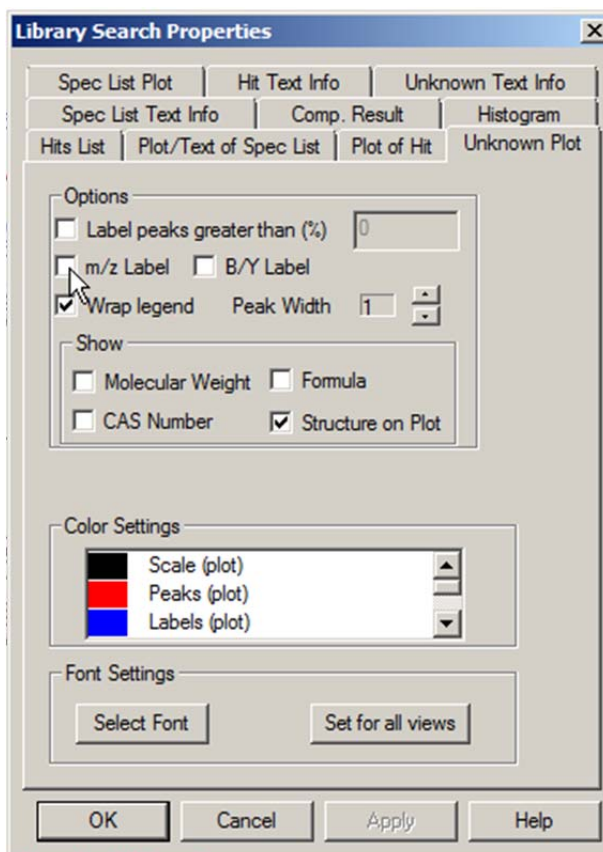 Library Search Properties
Spec List Plot Hit Text Info Unknown Text Info
Spec List Text Info Comp. Result Histogram
Hits List Plot/Text of Spec List Plot of Hit Unknown Plot
Options
Label peaks greater than (%) 0
m/z Label B/Y Label
Wrap legend Peak Width 1
Show
Molecular Weight Formula
CAS Number Structure on Plot
Color Settings
Scale (plot)
Peaks (plot)
Labels (plot)
Font Settings
Select Font Set for all views
OK Cancel Apply Help